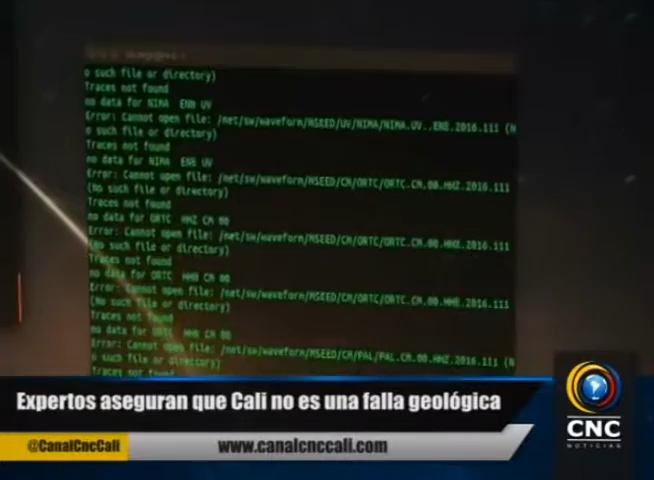 o such file or directory)
Traces not found
no data for NIMA ENN UV
Error: Cannot open file: /net/sw/waveform/MSEED/UV/NIMA/NIMA.UV..ENN.2016.111 (N
o such file or directory)
Traces not found
no data for NIMA ENE UV
Error: Cannot open file: /net/sw/waveform/MSEED/CM/ORTC/ORTC.CM.00.HHZ.2016.111
(No such file or directory)
Traces not found
no data for ORTC HHZ CM 00
Error: Cannot open file: /net/sw/waveform/MSEED/CM/ORTC/ORTC.CM.00.HHN.2016.111
(No such file or directory)
Traces not found
no data for ORTC HHN CM 00
Error: Cannot open file: /net/sw/waveform/MSEED/CM/ORTC/ORTC.CM.00.HHE.2016.111
(No such file or directory)
Traces not found
no data for ORTC HHE CM 00
Error: Cannot open file: /net/sw/waveform/MSEED/CM/PAL/PAL.CM.00.HHZ.2016.111 (N
o such file or directory)
Traces not found
Expertos aseguran que Cali no es una falla geológica
@CanalCncCali
www.canalcnccali.com
CNC
NOTICIAS